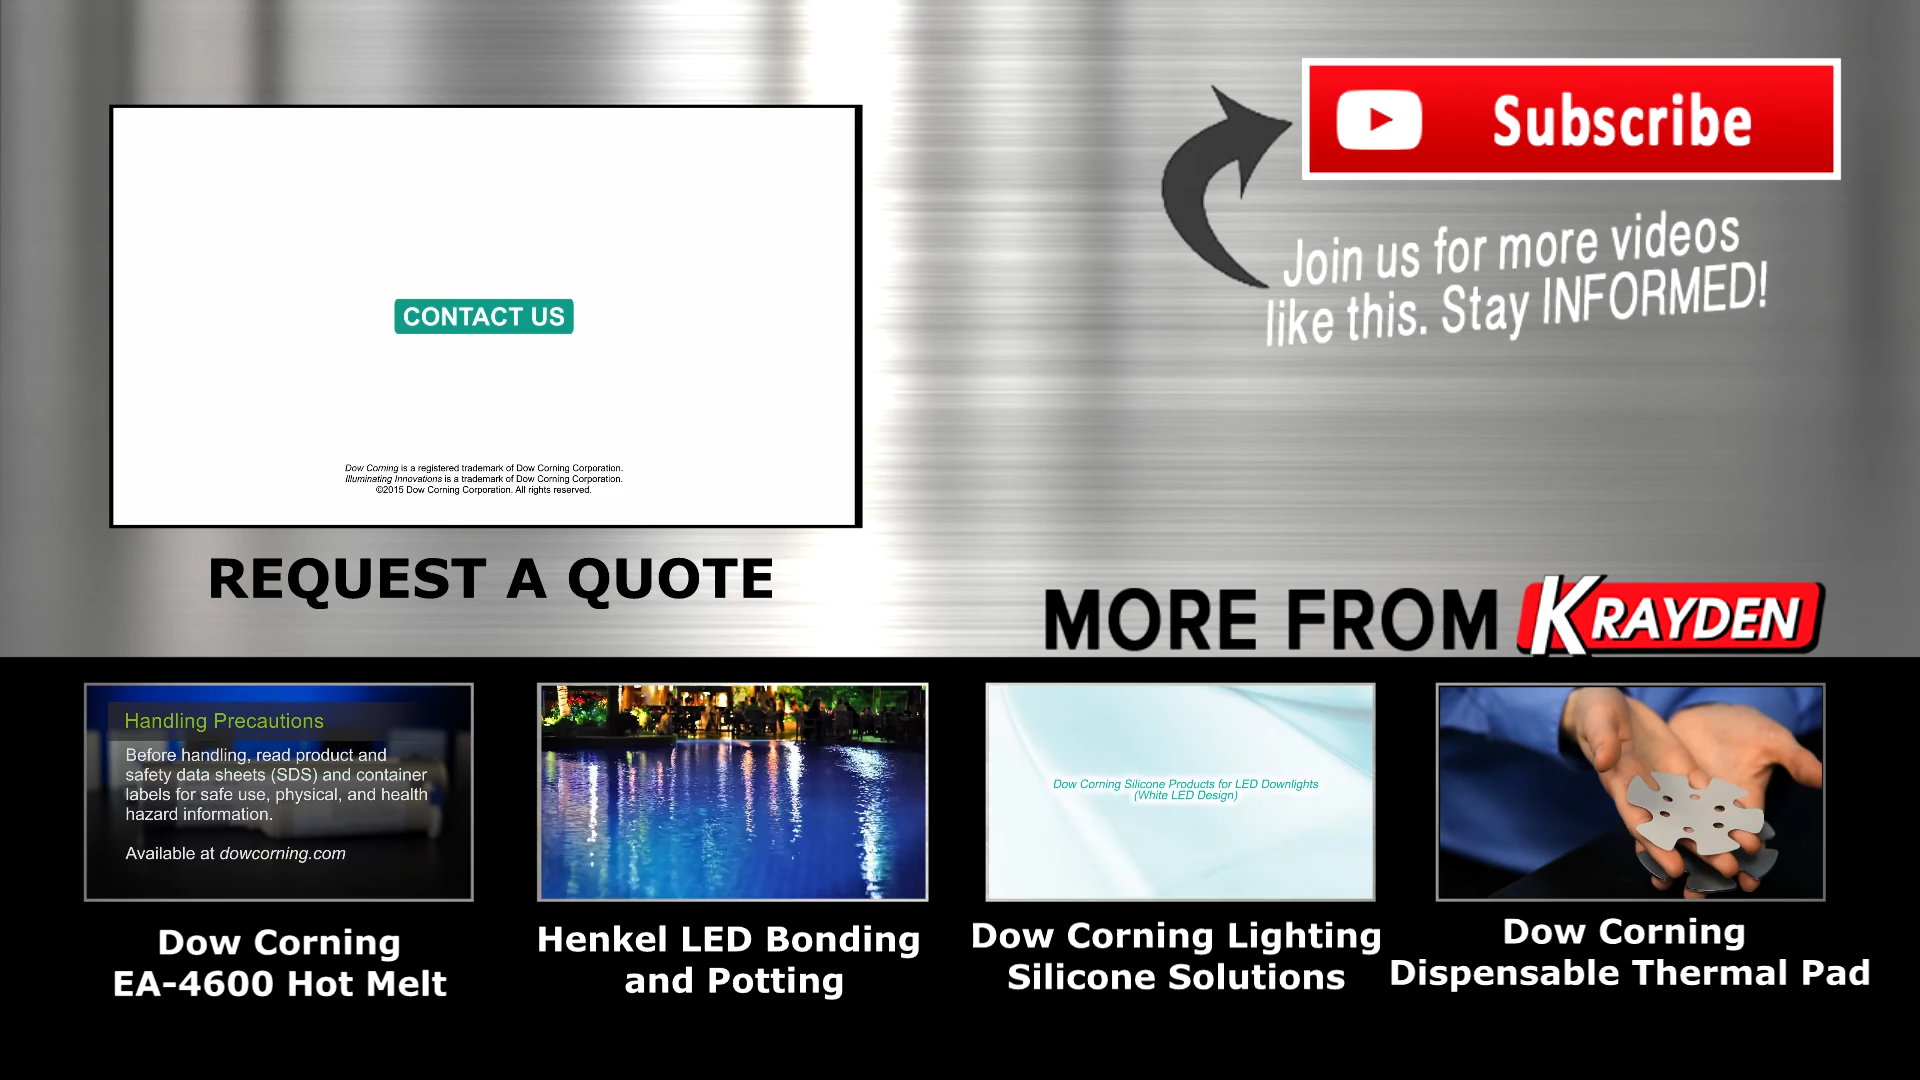 Subscribe
Join us for more videos
like this. Stay INFORMED!
CONTACT US
Dow Corning is a registered trademark of Dow Corning Corporation.
Illuminating Innovations is a trademark of Dow Corning Corporation.
©2015 Dow Corning Corporation. All rights reserved.
REQUEST A QUOTE
MORE FROM KRAYDEN
Handling Precautions
Before handling, read product and
safety data sheets (SDS) and container
labels for safe use, physical, and health
hazard information.
Available at dowcorning.com
Dow Corning
EA-4600 Hot Melt
Henkel LED Bonding
and Potting
Dow Corning Silicone Products for LED Downlights
(White LED Design)
Dow Corning Lighting
Silicone Solutions
Dow Corning
Dispensable Thermal Pad